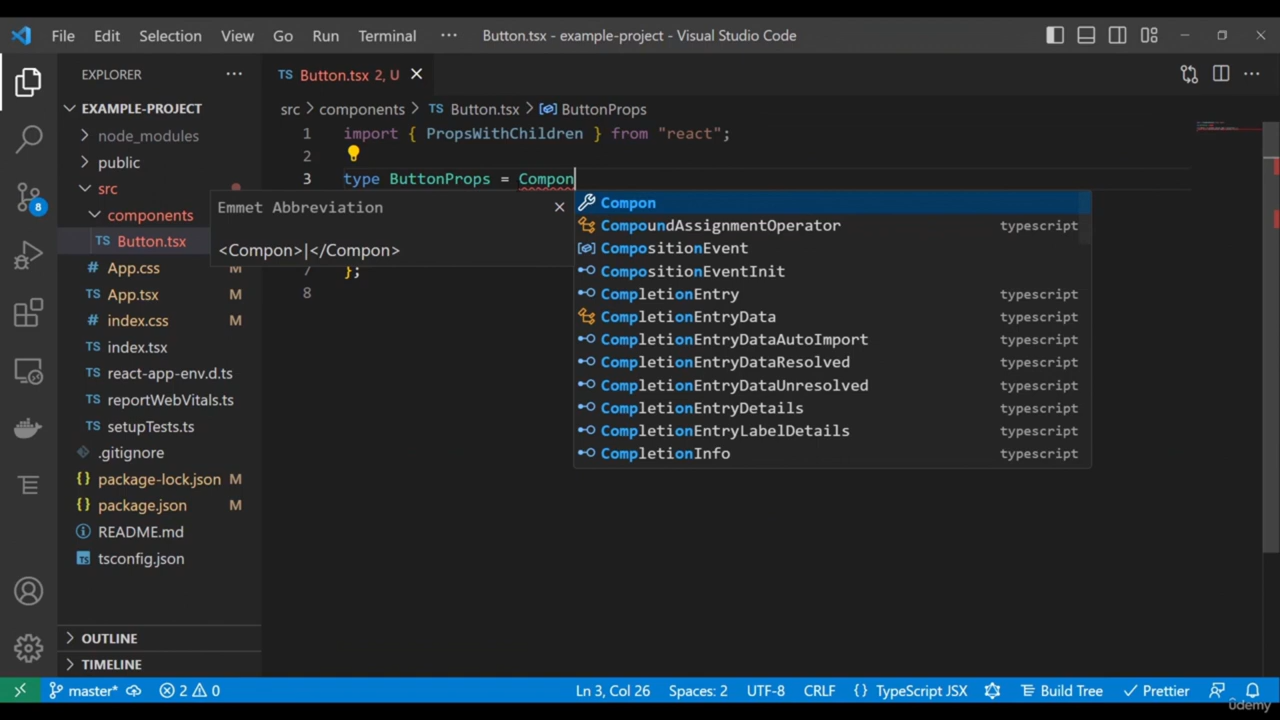 File Edit Selection View Go Run Terminal ··· Button.tsx - example-project - Visual Studio Code
EXPLORER ···
TS Button.tsx 2, U
EXAMPLE-PROJECT
node_modules
public
src
components
TS Button.tsx
# App.css M
TS App.tsx M
# index.css M
TS index.tsx
TS react-app-env.d.ts
TS reportWebVitals.ts
TS setupTests.ts
.gitignore
{} package-lock.json M
{} package.json M
README.md
TS tsconfig.json
OUTLINE
TIMELINE
8
src > components > TS Button.tsx > ButtonProps
1 import { PropsWithChildren } from "react";
2
3 type ButtonProps = Compon
7 };
8
Emmet Abbreviation
<Compon>|</Compon>
Compon
CompoundAssignmentOperator typescript
CompositionEvent
CompositionEventInit
CompletionEntry typescript
CompletionEntryData typescript
CompletionEntryDataAutoImport typescript
CompletionEntryDataResolved typescript
CompletionEntryDataUnresolved typescript
CompletionEntryDetails typescript
CompletionEntryLabelDetails typescript
CompletionInfo typescript
master* 2 0 Ln 3, Col 26 Spaces: 2 UTF-8 CRLF {} TypeScript JSX Build Tree Prettier
ûdemy